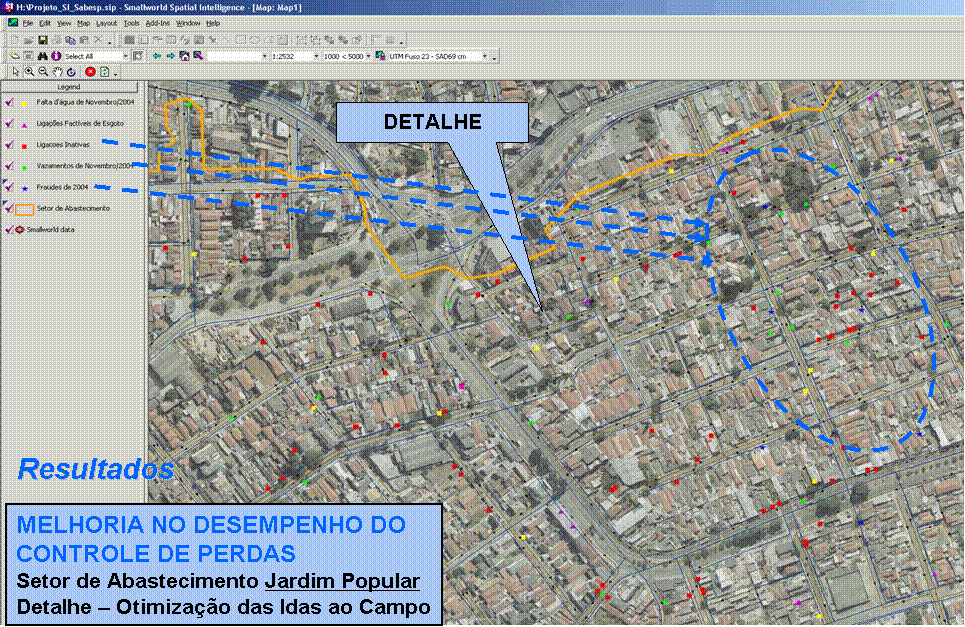 H:\Projeto_SI_Sabesp.sip - Smallworld Spatial Intelligence - [Map: Map1]
File Edit View Map Layout Tools Add-Ins Window Help
Select All 1:2532 1000 < 5000 UTM Fuso 23 - SAD69 cm
Legend
Falta d'água de Novembro/2004
Ligações Factíveis de Esgoto
Ligacoes Inativas
Vazamentos de Novembro/2004
Fraudes de 2004
Setor de Abastecimento
Smallworld data
DETALHE
Resultados
MELHORIA NO DESEMPENHO DO
CONTROLE DE PERDAS
Setor de Abastecimento Jardim Popular
Detalhe – Otimização das Idas ao Campo